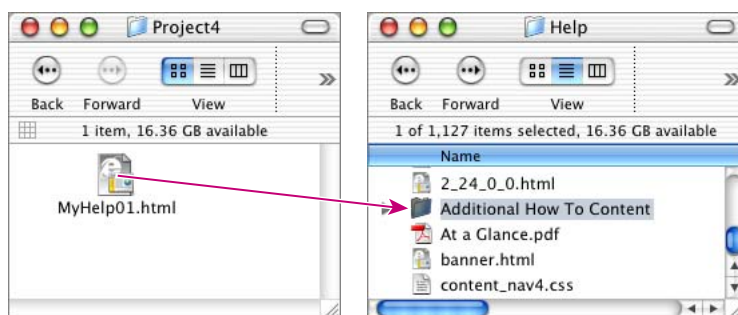 Project4
Back Forward View
1 item, 16.36 GB available
MyHelp01.html
Help
Back Forward View
1 of 1,127 items selected, 16.36 GB available
Name
2_24_0_0.html
Additional How To Content
At a Glance.pdf
banner.html
content_nav4.css